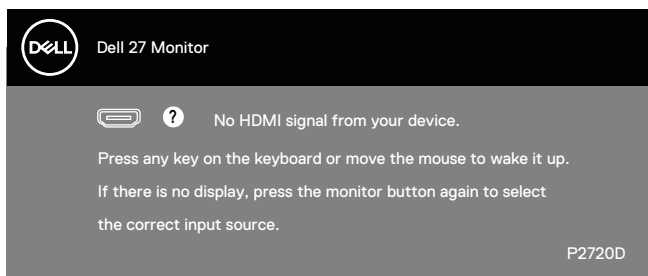 DELL
Dell 27 Monitor
? No HDMI signal from your device.
Press any key on the keyboard or move the mouse to wake it up.
If there is no display, press the monitor button again to select
the correct input source.
P2720D